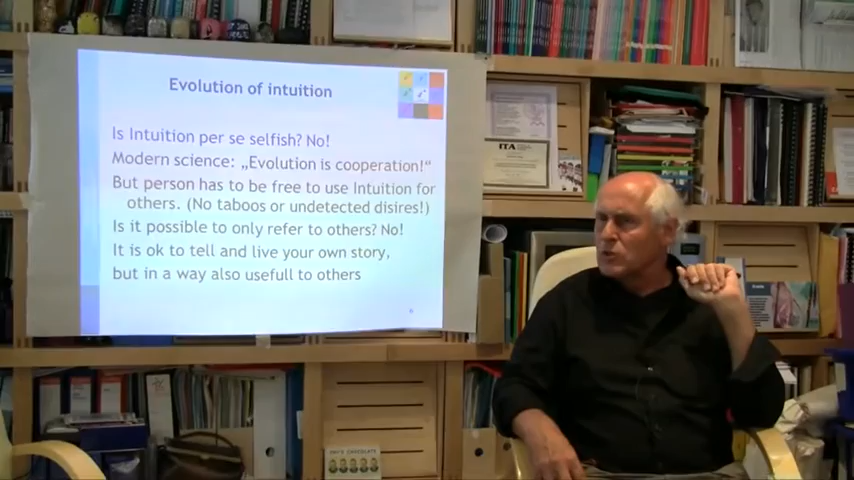 Evolution of intuition
Is Intuition per se selfish? No!
Modern science: „Evolution is cooperation!“
But person has to be free to use Intuition for
others. (No taboos or undetected disires!)
Is it possible to only refer to others? No!
It is ok to tell and live your own story,
but in a way also usefull to others
ITA